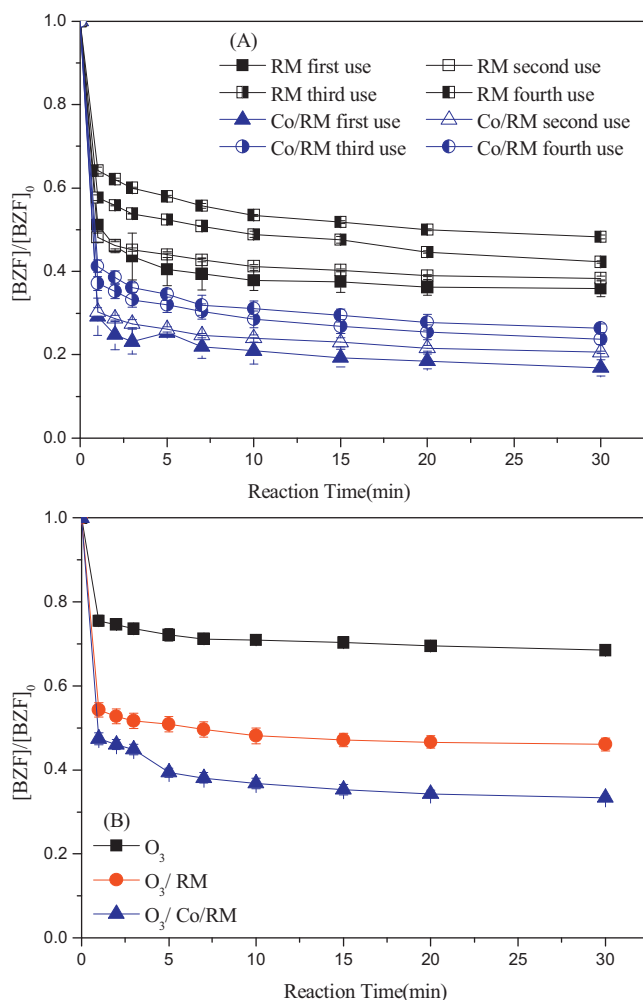 (A)
RM first use
RM second use
RM third use
RM fourth use
Co/RM first use
Co/RM second use
Co/RM third use
Co/RM fourth use
1.0
0.8
0.6
0.4
0.2
0.0
[BZF]/[BZF]₀
0 5 10 15 20 25 30
Reaction Time(min)
1.0
0.8
0.6
0.4
0.2
0.0
[BZF]/[BZF]₀
(B)
O₃
O₃/ RM
O₃/ Co/RM
0 5 10 15 20 25 30
Reaction Time(min)